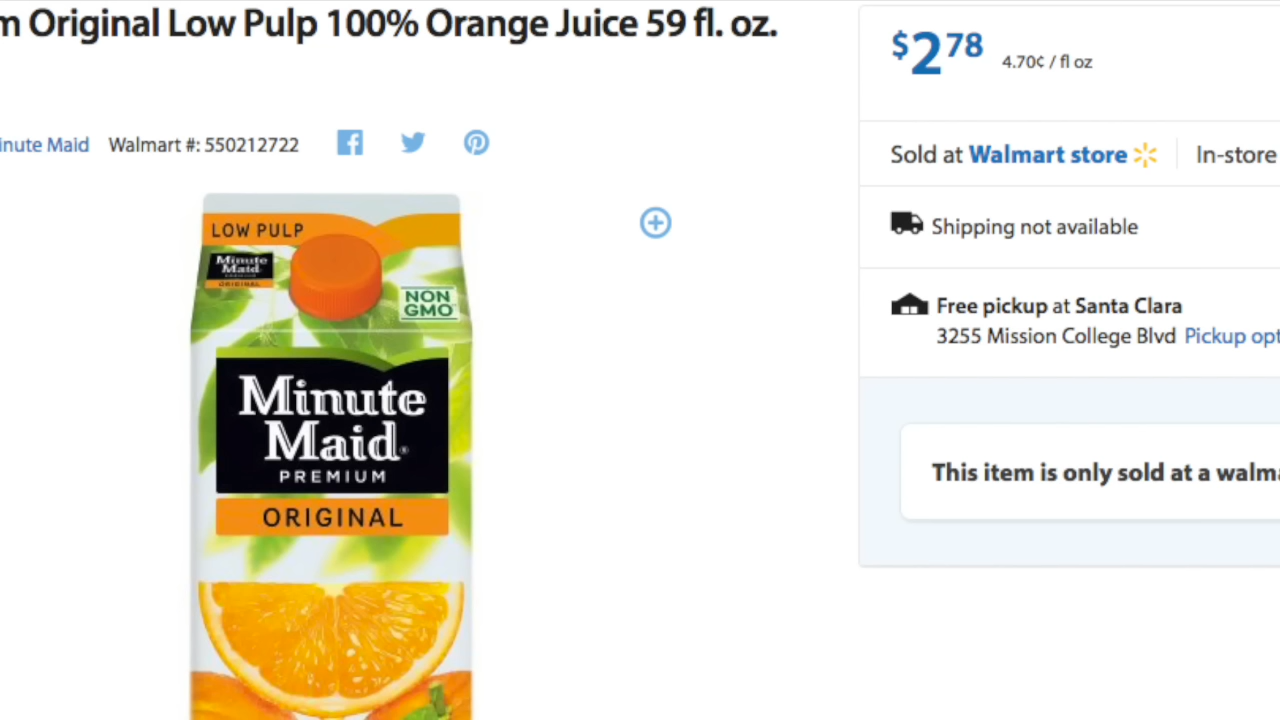 m Original Low Pulp 100% Orange Juice 59 fl. oz.
inute Maid Walmart #: 550212722
LOW PULP
Minute
Maid
ORIGINAL
NON
GMO
Minute
Maid
PREMIUM
ORIGINAL
$2 78 4.70¢ / fl oz
Sold at Walmart store In-store
Shipping not available
Free pickup at Santa Clara
3255 Mission College Blvd Pickup opt
This item is only sold at a walma